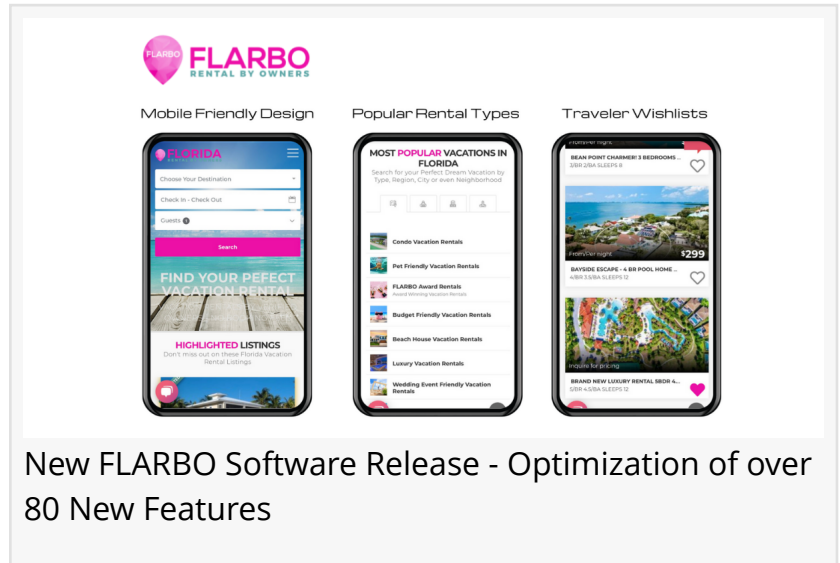 FLARBO
FLARBO
RENTAL BY OWNERS
Mobile Friendly Design
Popular Rental Types
Traveler Wishlists
FLORIDA
Choose Your Destination
Check In - Check Out
Guests
Search
FIND YOUR PEFECT
VACATION RENTAL
HIGHLIGHTED LISTINGS
Don't miss out on these Florida Vacation
Rental Listings
MOST POPULAR VACATIONS IN
FLORIDA
Search for your Perfect Dream Vacation by
Type, Region, City or even Neighborhood
Condo Vacation Rentals
Pet Friendly Vacation Rentals
FLARBO Award Rentals
Award Winning Vacation Rentals
Budget Friendly Vacation Rentals
Beach House Vacation Rentals
Luxury Vacation Rentals
Wedding Event Friendly Vacation
Rentals
From/Per night
BEAN POINT CHARMER! 3 BEDROOMS ...
3/BR 2/BA SLEEPS 8
From/Per night
$299
BAYSIDE ESCAPE - 4 BR POOL HOME ...
4/BR 3.5/BA SLEEPS 12
Inquire for pricing
BRAND NEW LUXURY RENTAL 5BDR 4...
5/BR 4.5/BA SLEEPS 12
New FLARBO Software Release - Optimization of over
80 New Features